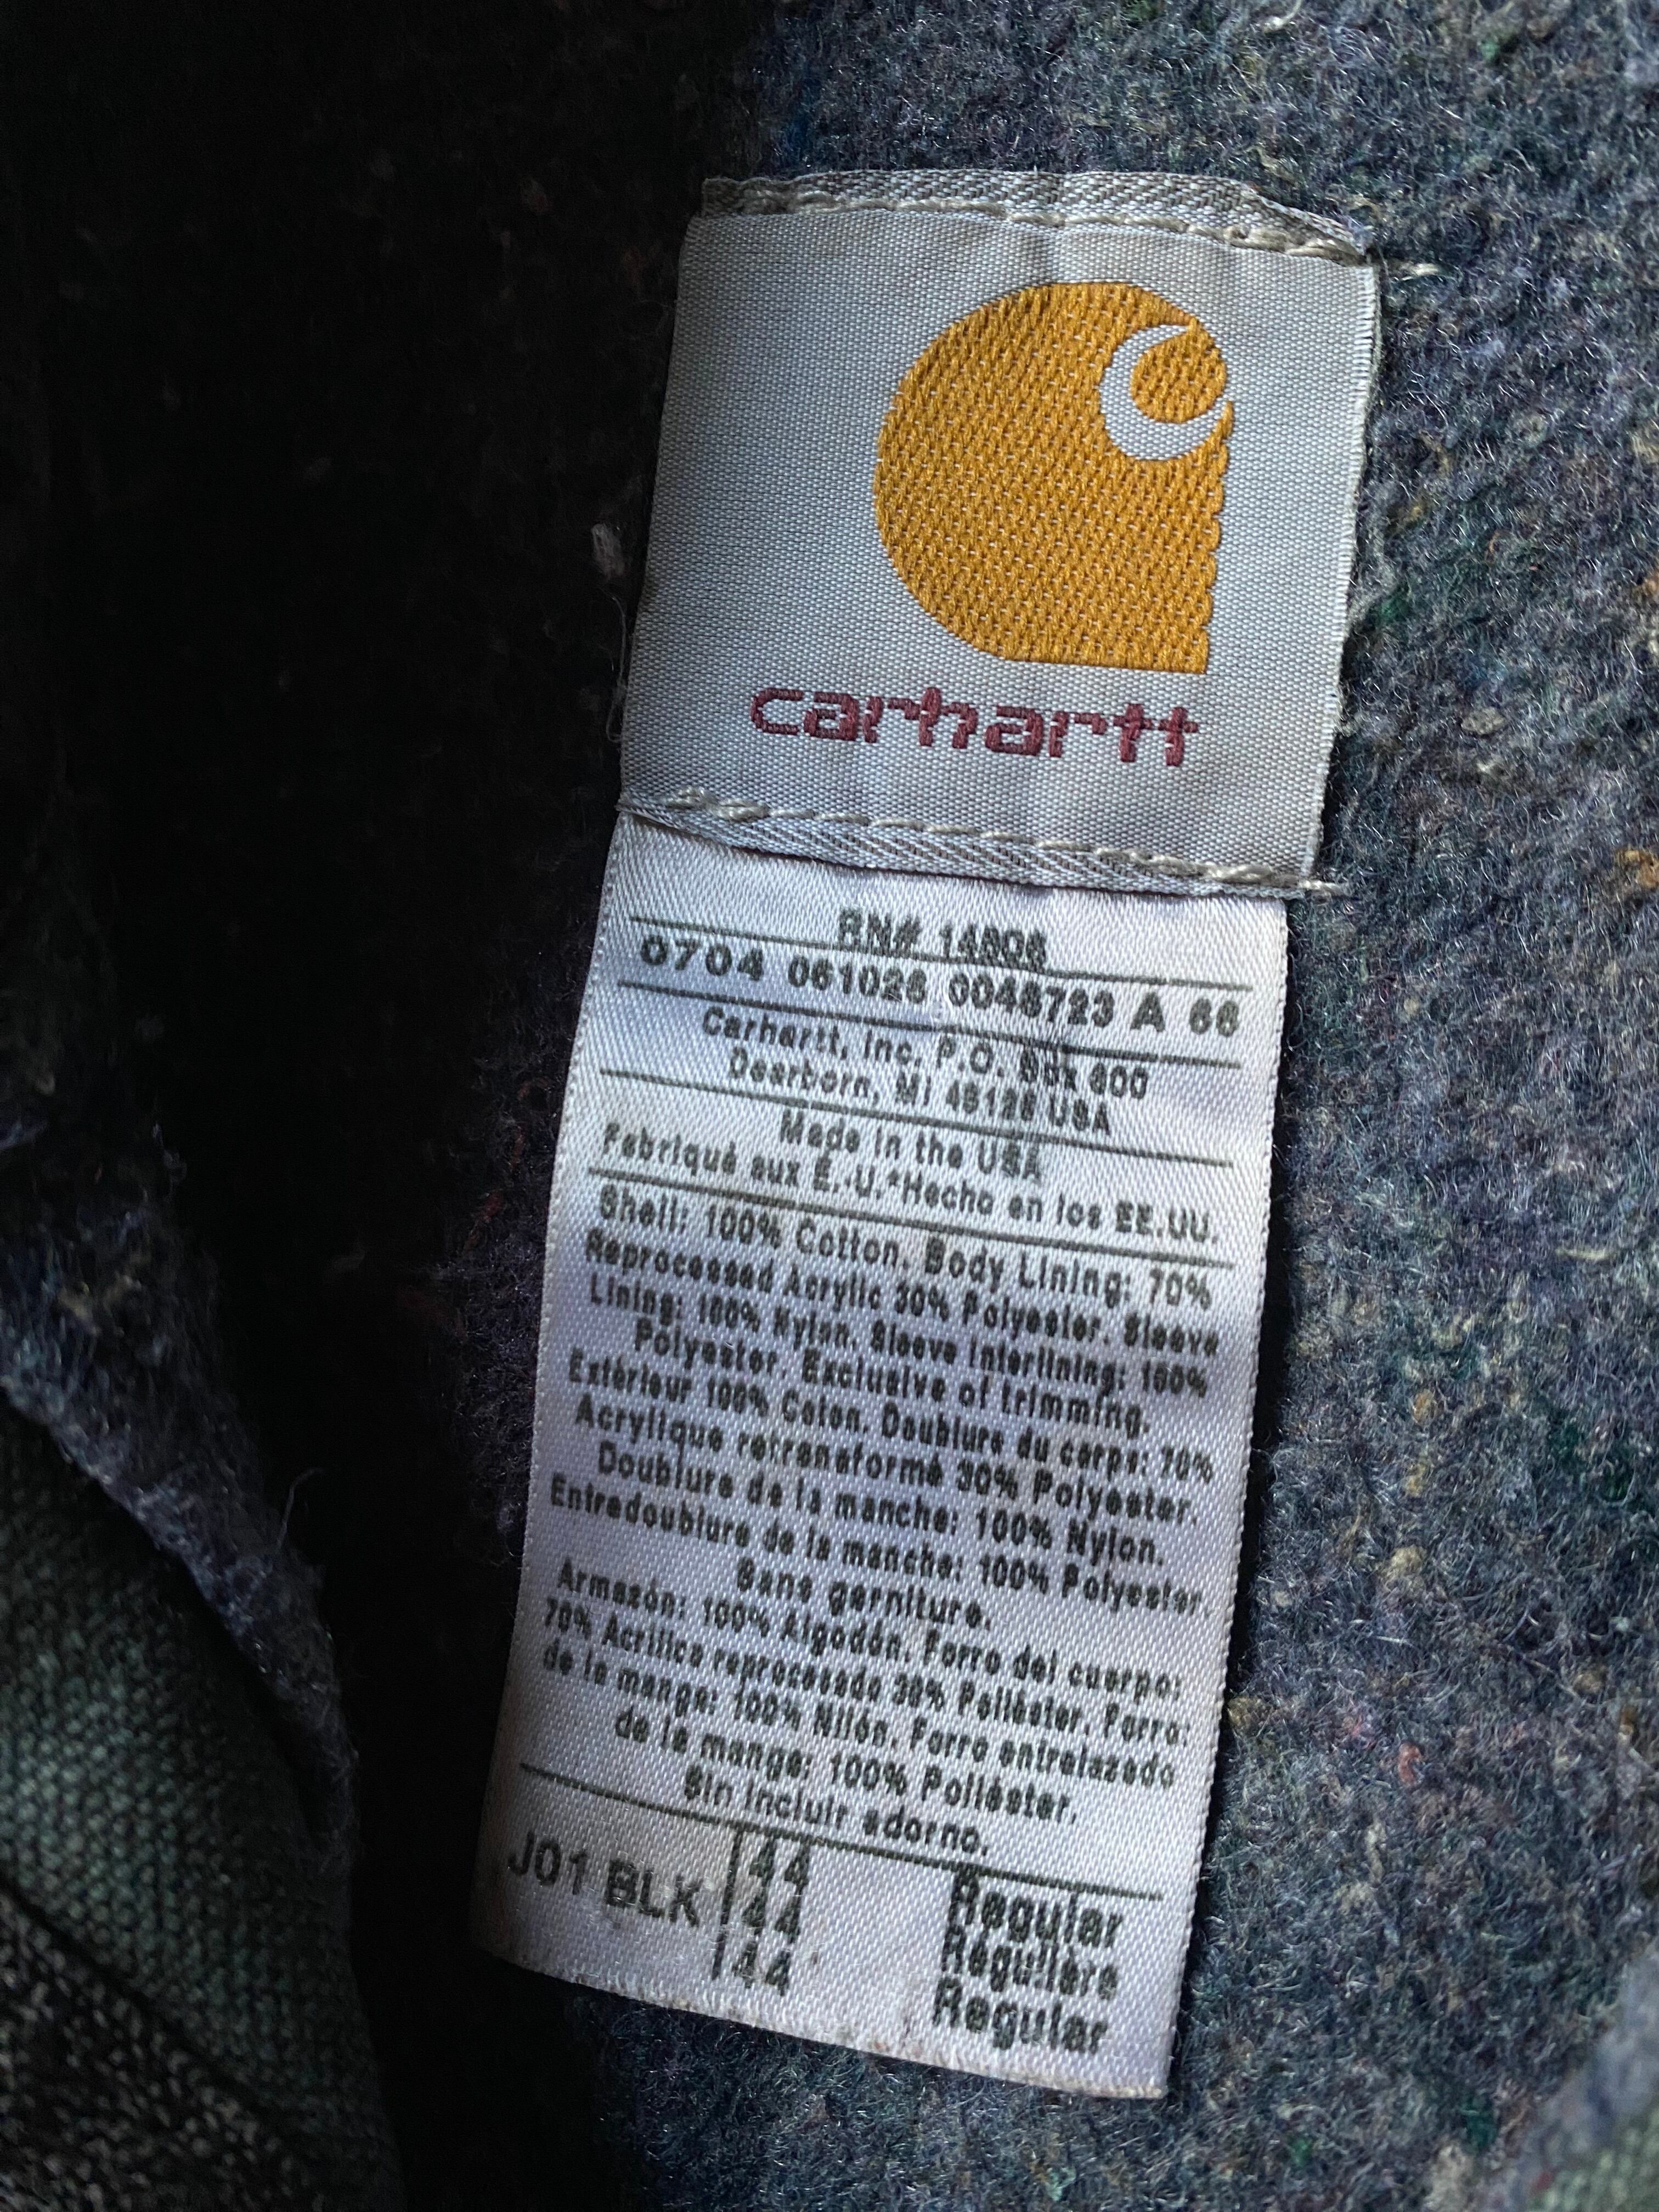 carhartt
RN# 14806
0704 061026 0048723 A 66
Carhartt, Inc. P.O. Box 600
Dearborn, MI 48126 USA
Made in the USA
Fabriqué aux É.-U.*Hecho en los EE.UU.
Shell: 100% Cotton. Body Lining: 70%
Reprocessed Acrylic 30% Polyester. Sleeve
Lining: 100% Nylon. Sleeve Interlining: 100%
Polyester. Exclusive of trimming.
Extérieur 100% Coton. Doublure du corps: 70%
Acrylique retransformé 30% Polyester.
Doublure de la manche: 100% Nylon.
Entredoublure de la manche: 100% Polyester.
Sans garniture.
Armazón: 100% Algodón. Forro del cuerpo:
70% Acrílico reprocesado 30% Poliéster. Forro:
de la manga: 100% Nilón. Forro entrelazado
de la manga: 100% Poliéster.
Sin incluir adorno.
J01 BLK 44 Regular
44 Régulière
44 Regular